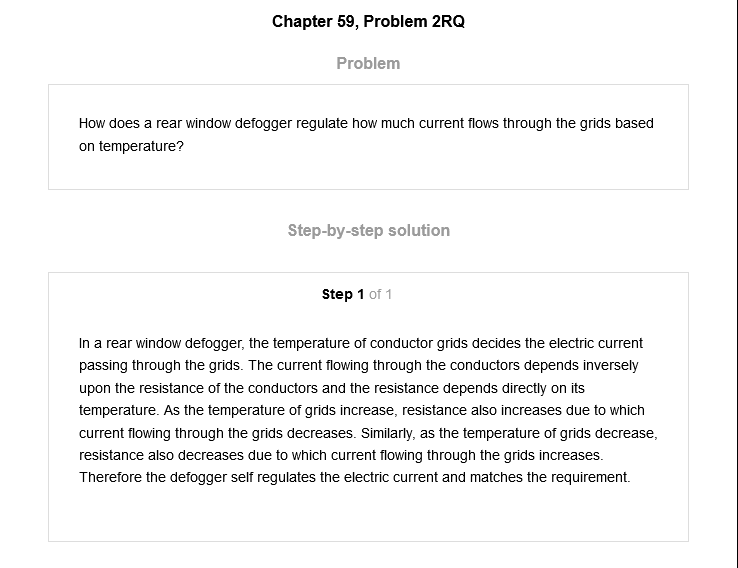 Chapter 59, Problem 2RQ
Problem
How does a rear window defogger regulate how much current flows through the grids based
on temperature?
Step-by-step solution
Step 1 of 1
In a rear window defogger, the temperature of conductor grids decides the electric current
passing through the grids. The current flowing through the conductors depends inversely
upon the resistance of the conductors and the resistance depends directly on its
temperature. As the temperature of grids increase, resistance also increases due to which
current flowing through the grids decreases. Similarly, as the temperature of grids decrease,
resistance also decreases due to which current flowing through the grids increases.
Therefore the defogger self regulates the electric current and matches the requirement.